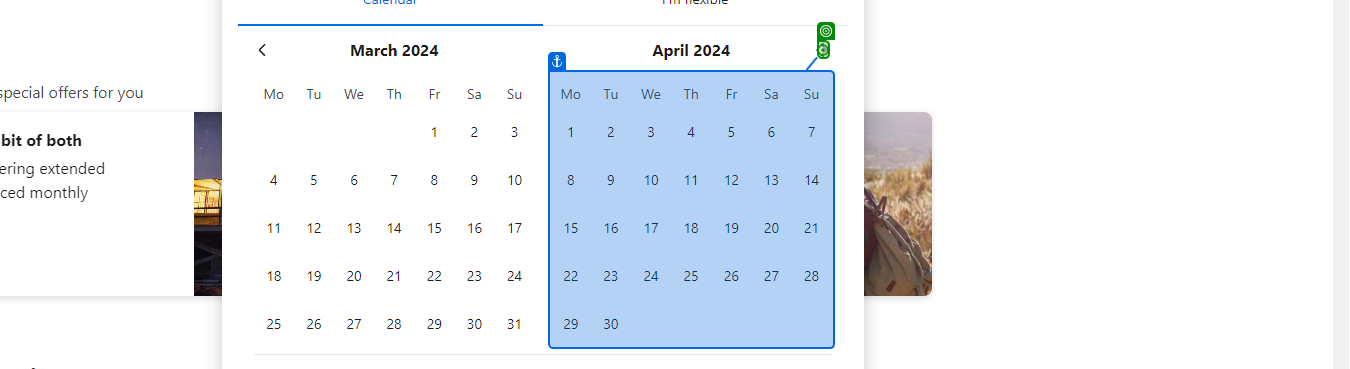 Calendar
I'm flexible
March 2024
April 2024
Mo Tu We Th Fr Sa Su
1 2 3
4 5 6 7 8 9 10
11 12 13 14 15 16 17
18 19 20 21 22 23 24
25 26 27 28 29 30 31
Mo Tu We Th Fr Sa Su
1 2 3 4 5 6 7
8 9 10 11 12 13 14
15 16 17 18 19 20 21
22 23 24 25 26 27 28
29 30
special offers for you
bit of both
ering extended
ced monthly